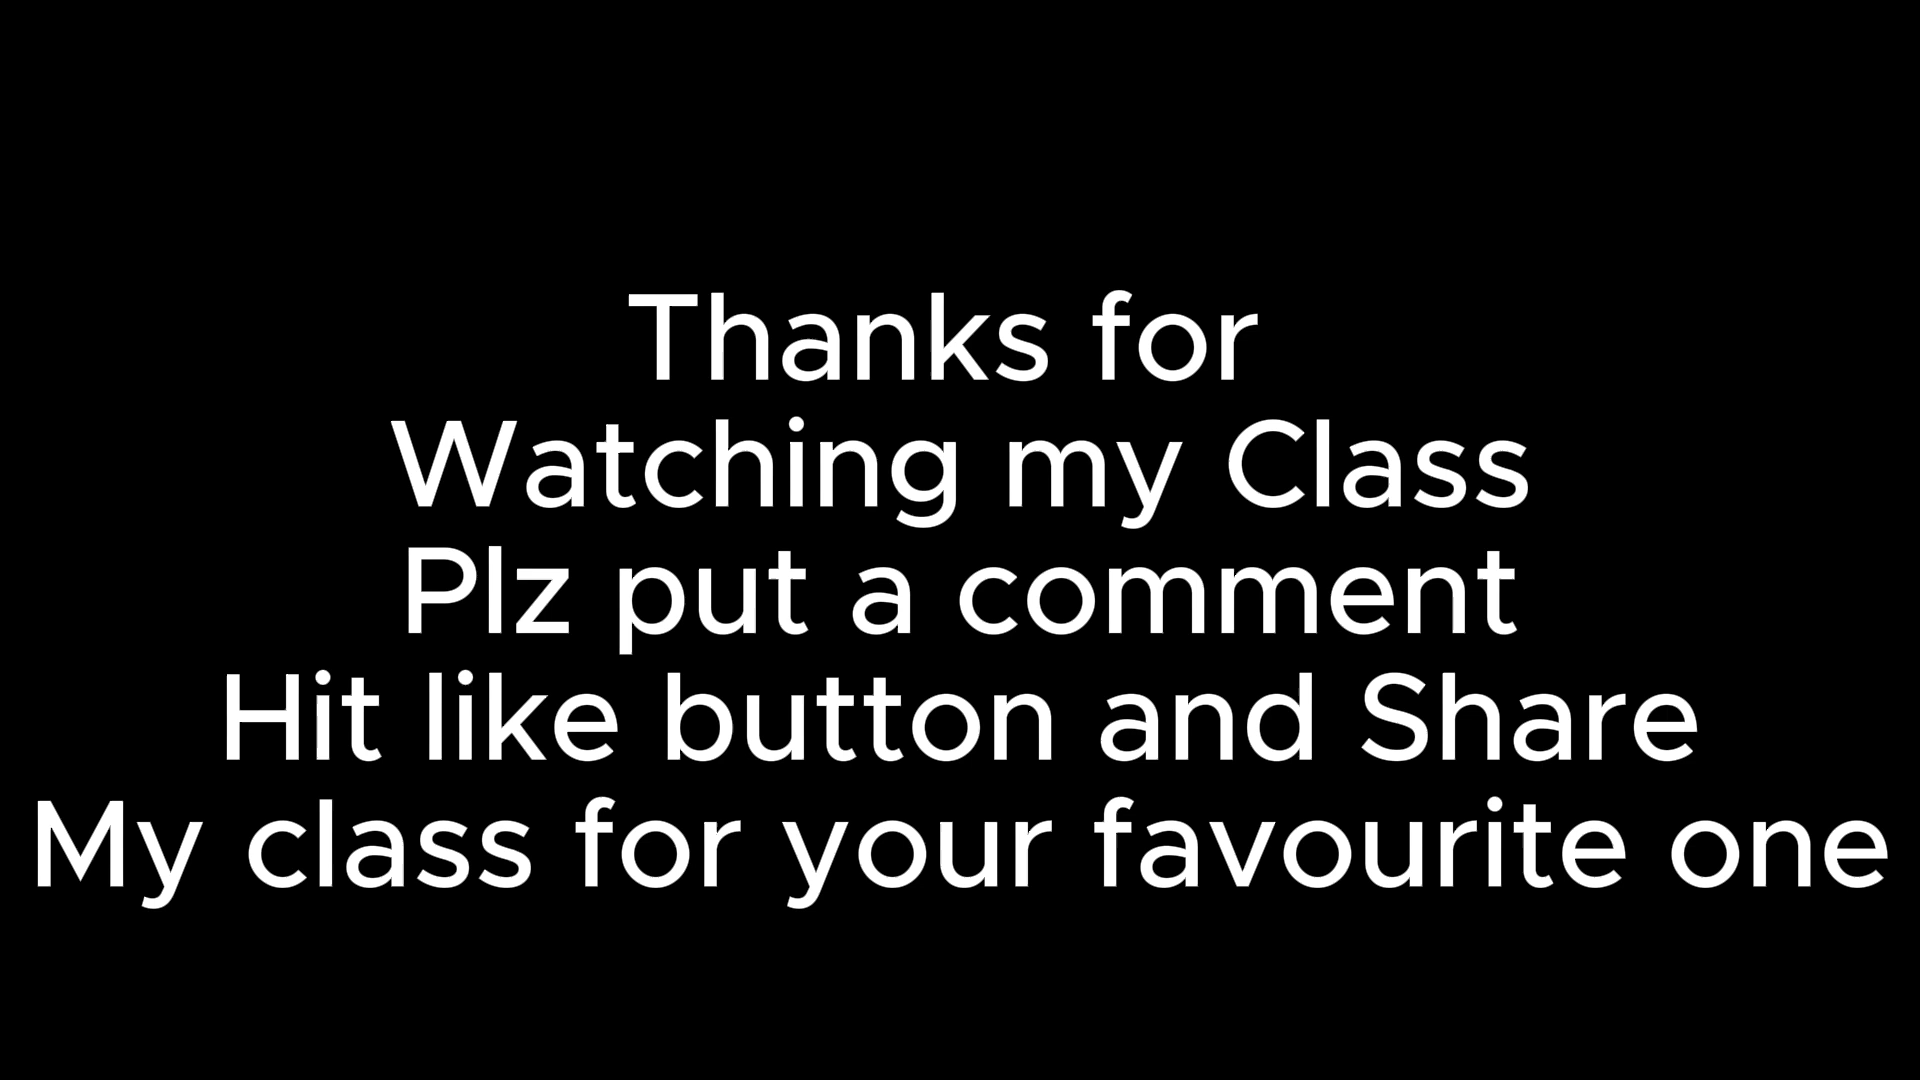 Thanks for
Watching my Class
Plz put a comment
Hit like button and Share
My class for your favourite one